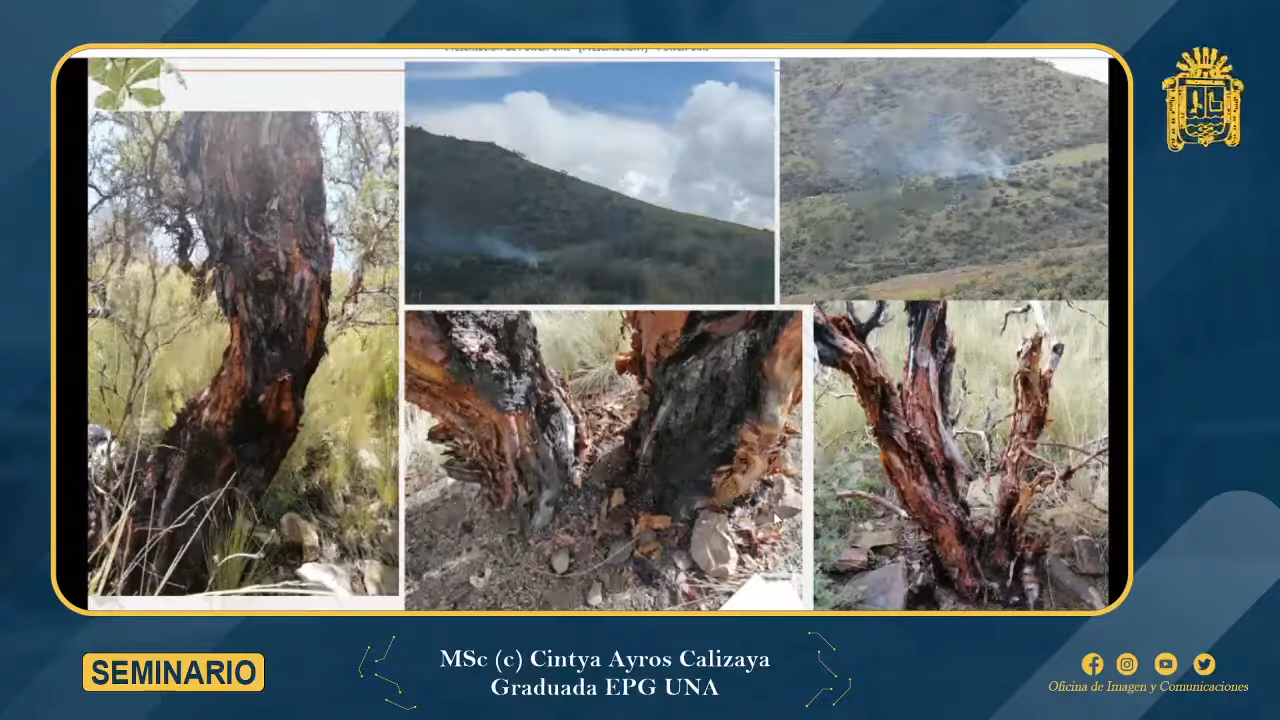 SEMINARIO
MSc (c) Cintya Ayros Calizaya
Graduada EPG UNA
Oficina de Imagen y Comunicaciones